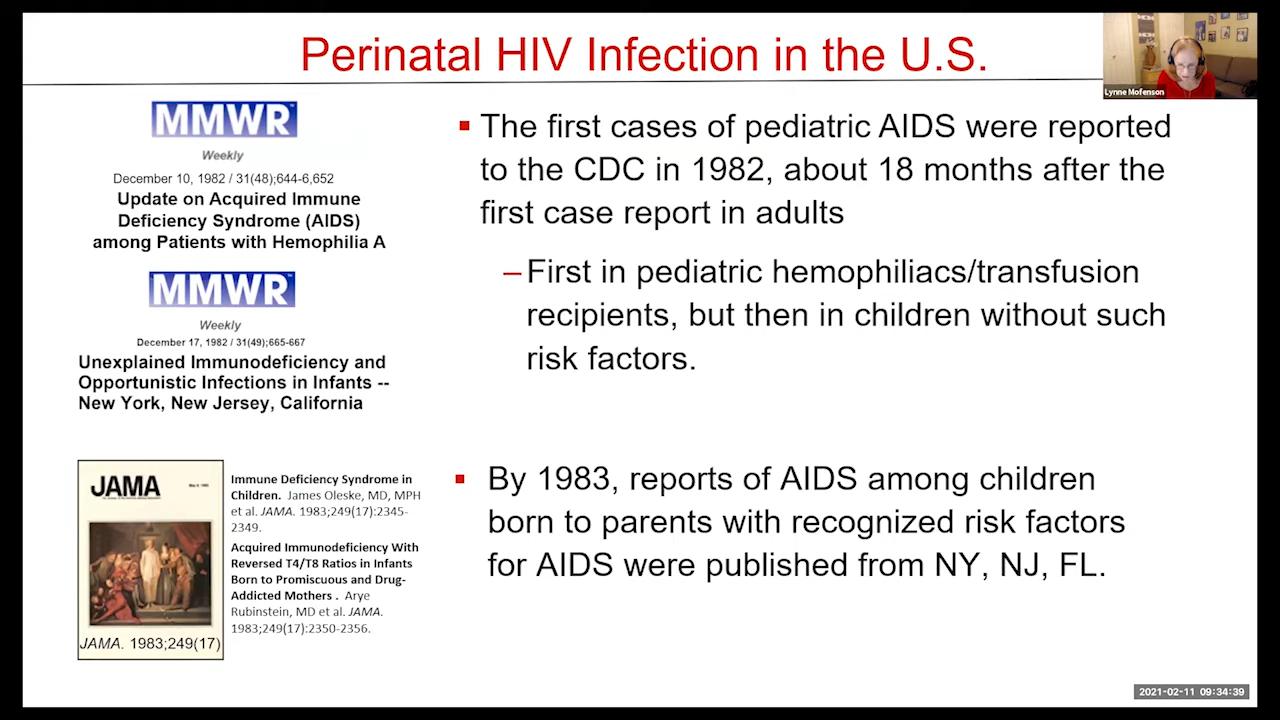 Perinatal HIV Infection in the U.S.
Lynne Mofenson
MMWR™
Weekly
December 10, 1982 / 31(48);644-6,652
Update on Acquired Immune
Deficiency Syndrome (AIDS)
among Patients with Hemophilia A
MMWR™
Weekly
December 17, 1982 / 31(49);665-667
Unexplained Immunodeficiency and
Opportunistic Infections in Infants --
New York, New Jersey, California
JAMA
JAMA. 1983;249(17)
Immune Deficiency Syndrome in
Children. James Oleske, MD, MPH
et al. JAMA. 1983;249(17):2345-
2349.
Acquired Immunodeficiency With
Reversed T4/T8 Ratios in Infants
Born to Promiscuous and Drug-
Addicted Mothers . Arye
Rubinstein, MD et al. JAMA.
1983;249(17):2350-2356.
▪ The first cases of pediatric AIDS were reported
to the CDC in 1982, about 18 months after the
first case report in adults
– First in pediatric hemophiliacs/transfusion
recipients, but then in children without such
risk factors.
▪ By 1983, reports of AIDS among children
born to parents with recognized risk factors
for AIDS were published from NY, NJ, FL.
2021-02-11 09:34:39